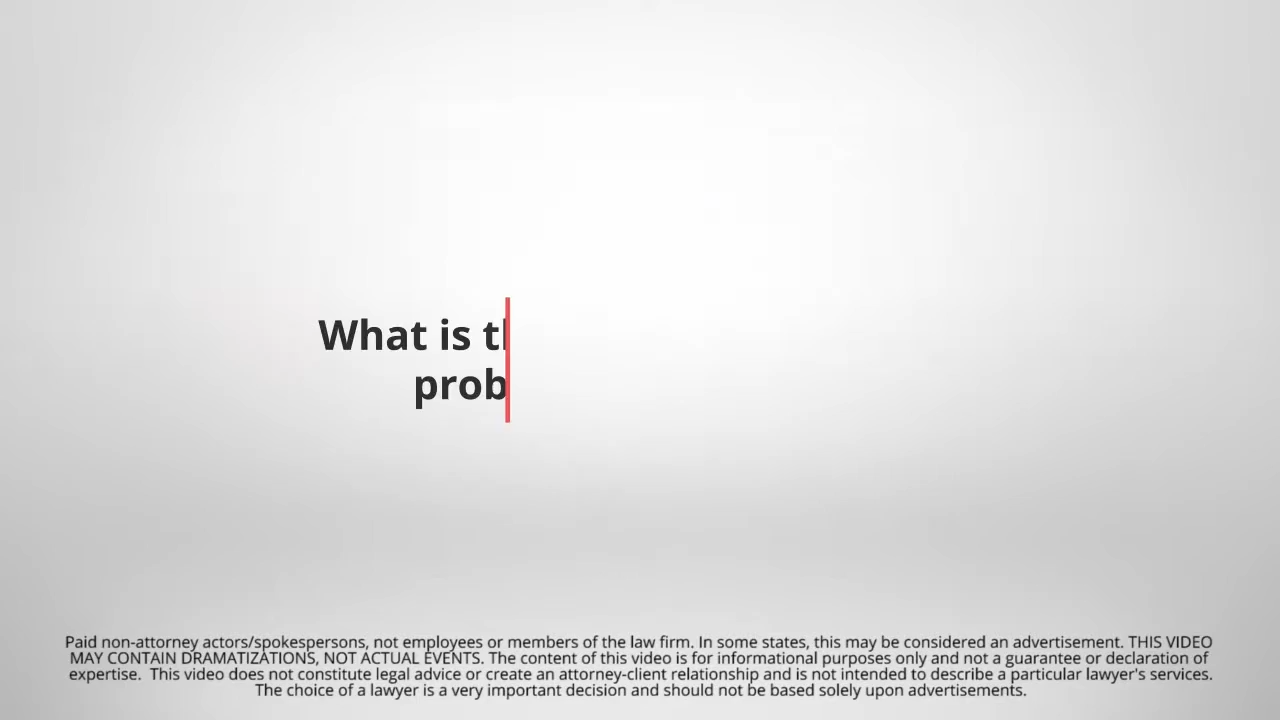 What is
prob
Paid non-attorney actors/spokespersons, not employees or members of the law firm. In some states, this may be considered an advertisement. THIS VIDEO
MAY CONTAIN DRAMATIZATIONS, NOT ACTUAL EVENTS. The content of this video is for informational purposes only and not a guarantee or declaration of
expertise.  This video does not constitute legal advice or create an attorney-client relationship and is not intended to describe a particular lawyer's services.
The choice of a lawyer is a very important decision and should not be based solely upon advertisements.